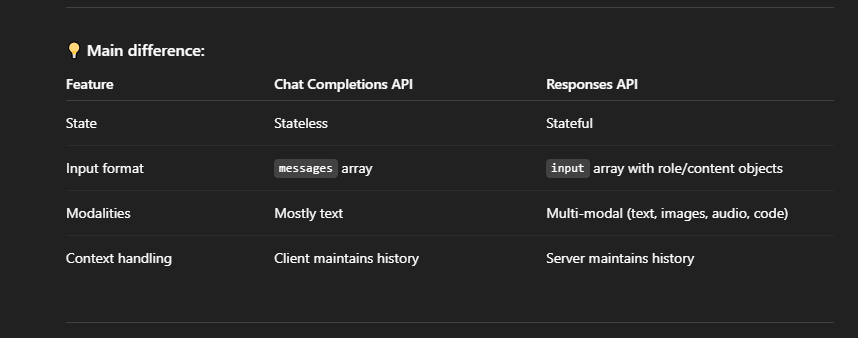 💡 Main difference:
Feature Chat Completions API Responses API
State Stateless Stateful
Input format messages array input array with role/content objects
Modalities Mostly text Multi-modal (text, images, audio, code)
Context handling Client maintains history Server maintains history